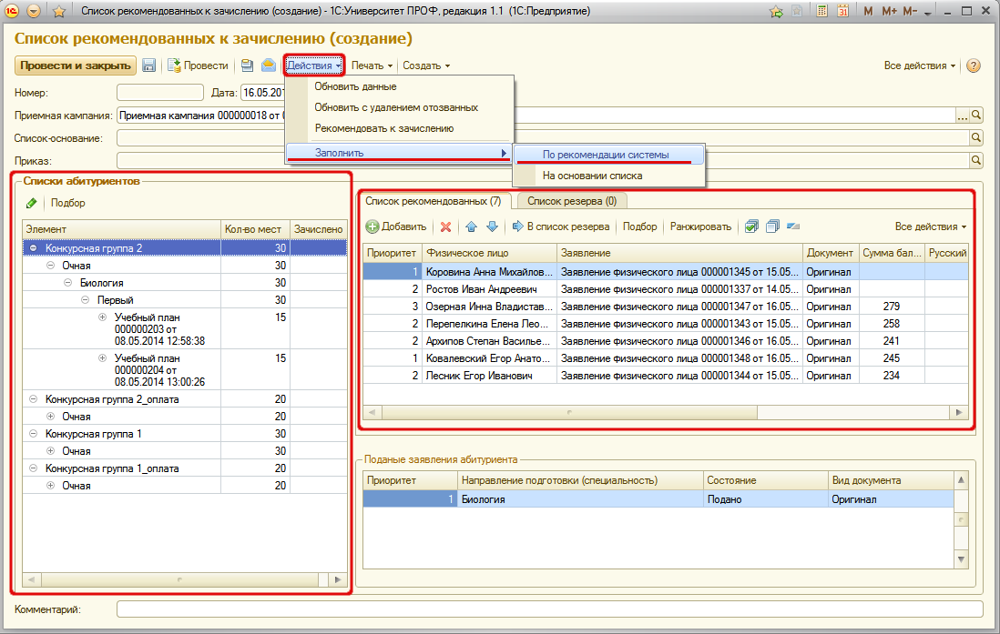 Список рекомендованных к зачислению (создание) - 1С:Университет ПРОФ, редакция 1.1 (1С:Предприятие)
M M+ M-
Список рекомендованных к зачислению (создание)
Провести и закрыть Провести Действия Печать Создать Все действия
Номер: Дата: 16.05.201
Обновить данные
Обновить с удалением отозванных
Рекомендовать к зачислению
Заполнить
По рекомендации системы
На основании списка
Приемная кампания: Приемная кампания 000000018 от 0
Список-основание:
Приказ:
Списки абитуриентов
Подбор
Элемент Кол-во мест Зачислено
Конкурсная группа 2 30
Очная 30
Биология 30
Первый 30
Учебный план 15
000000203 от
08.05.2014 12:58:38
Учебный план 15
000000204 от
08.05.2014 13:00:26
Конкурсная группа 2_оплата 20
Очная 20
Конкурсная группа 1 30
Очная 30
Конкурсная группа 1_оплата 20
Очная 20
Список рекомендованных (7) Список резерва (0)
Добавить В список резерва Подбор Ранжировать Все действия
Приоритет Физическое лицо Заявление Документ Сумма бал... Русский
1 Коровина Анна Михайлов... Заявление физического лица 000001345 от 15.05... Оригинал
2 Ростов Иван Андреевич Заявление физического лица 000001337 от 14.05... Оригинал
3 Озерная Инна Владистав... Заявление физического лица 000001347 от 16.05... Оригинал 279
2 Перепелкина Елена Лео... Заявление физического лица 000001343 от 15.05... Оригинал 258
2 Архипов Степан Василье... Заявление физического лица 000001346 от 16.05... Оригинал 241
1 Ковалевский Егор Анато... Заявление физического лица 000001348 от 16.05... Оригинал 245
2 Лесник Егор Иванович Заявление физического лица 000001344 от 15.05... Оригинал 234
Поданые заявления абитуриента
Приоритет Направление подготовки (специальность) Состояние Вид документа
1 Биология Подано Оригинал
Комментарий: